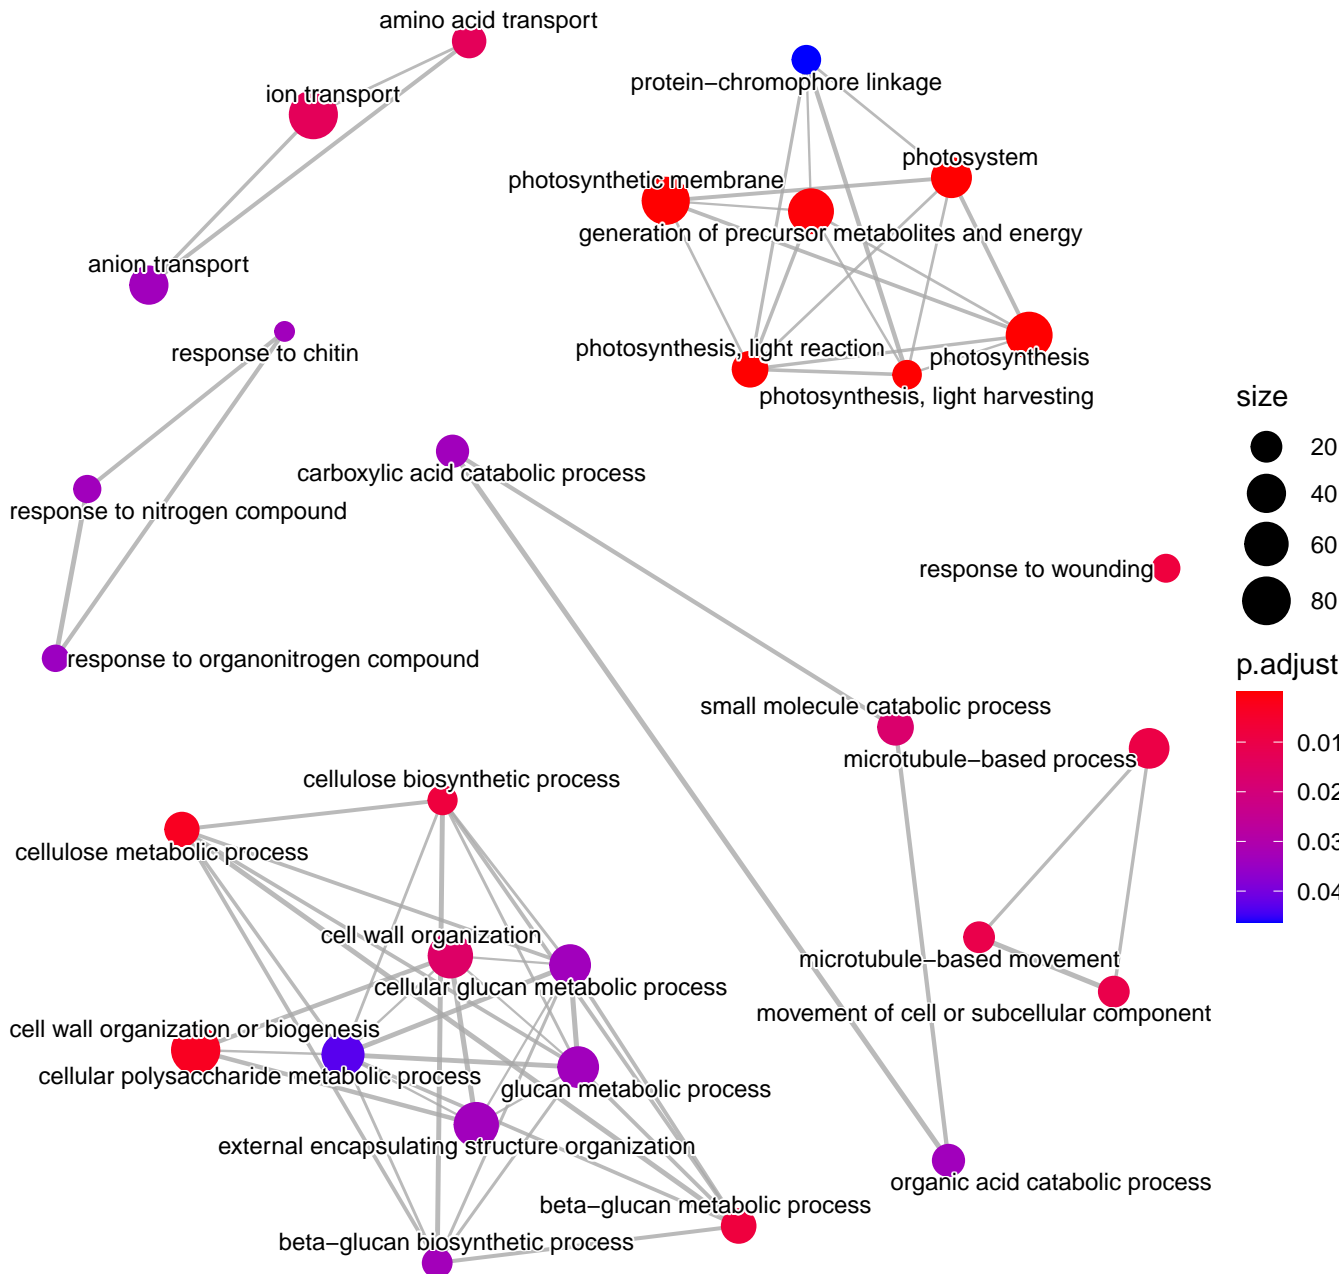 amino acid transport
protein−chromophore linkage
ion transport
photosystem
photosynthetic membrane
generation of precursor metabolites and energy
anion transport
response to chitin
photosynthesis, light reaction
photosynthesis
photosynthesis, light harvesting
size
20
40
60
80
carboxylic acid catabolic process
response to nitrogen compound
response to wounding
response to organonitrogen compound
p.adjust
0.01
0.02
0.03
0.04
small molecule catabolic process
microtubule−based process
cellulose biosynthetic process
cellulose metabolic process
cell wall organization
microtubule−based movement
cellular glucan metabolic process
movement of cell or subcellular component
cell wall organization or biogenesis
cellular polysaccharide metabolic process
glucan metabolic process
external encapsulating structure organization
organic acid catabolic process
beta−glucan metabolic process
beta−glucan biosynthetic process